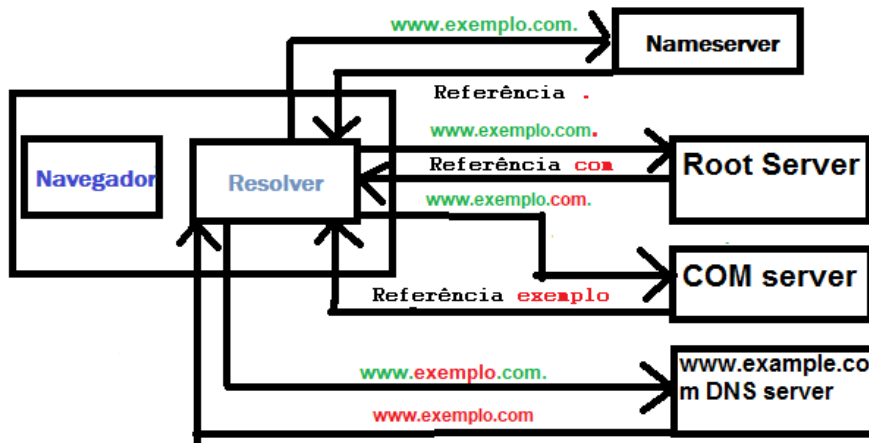 www.exemplo.com.
Nameserver
Referência .
www.exemplo.com.
Navegador
Resolver
Referência com
Root Server
www.exemplo.com.
COM server
Referência exemplo
www.exemplo.com.
www.example.co
m DNS server
www.exemplo.com